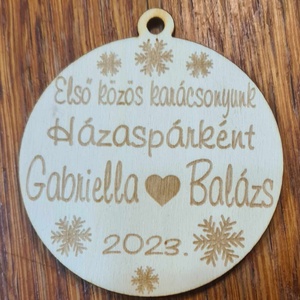 Első közös karácsonyunk
Házaspárként
Gabriella Balázs
2023.